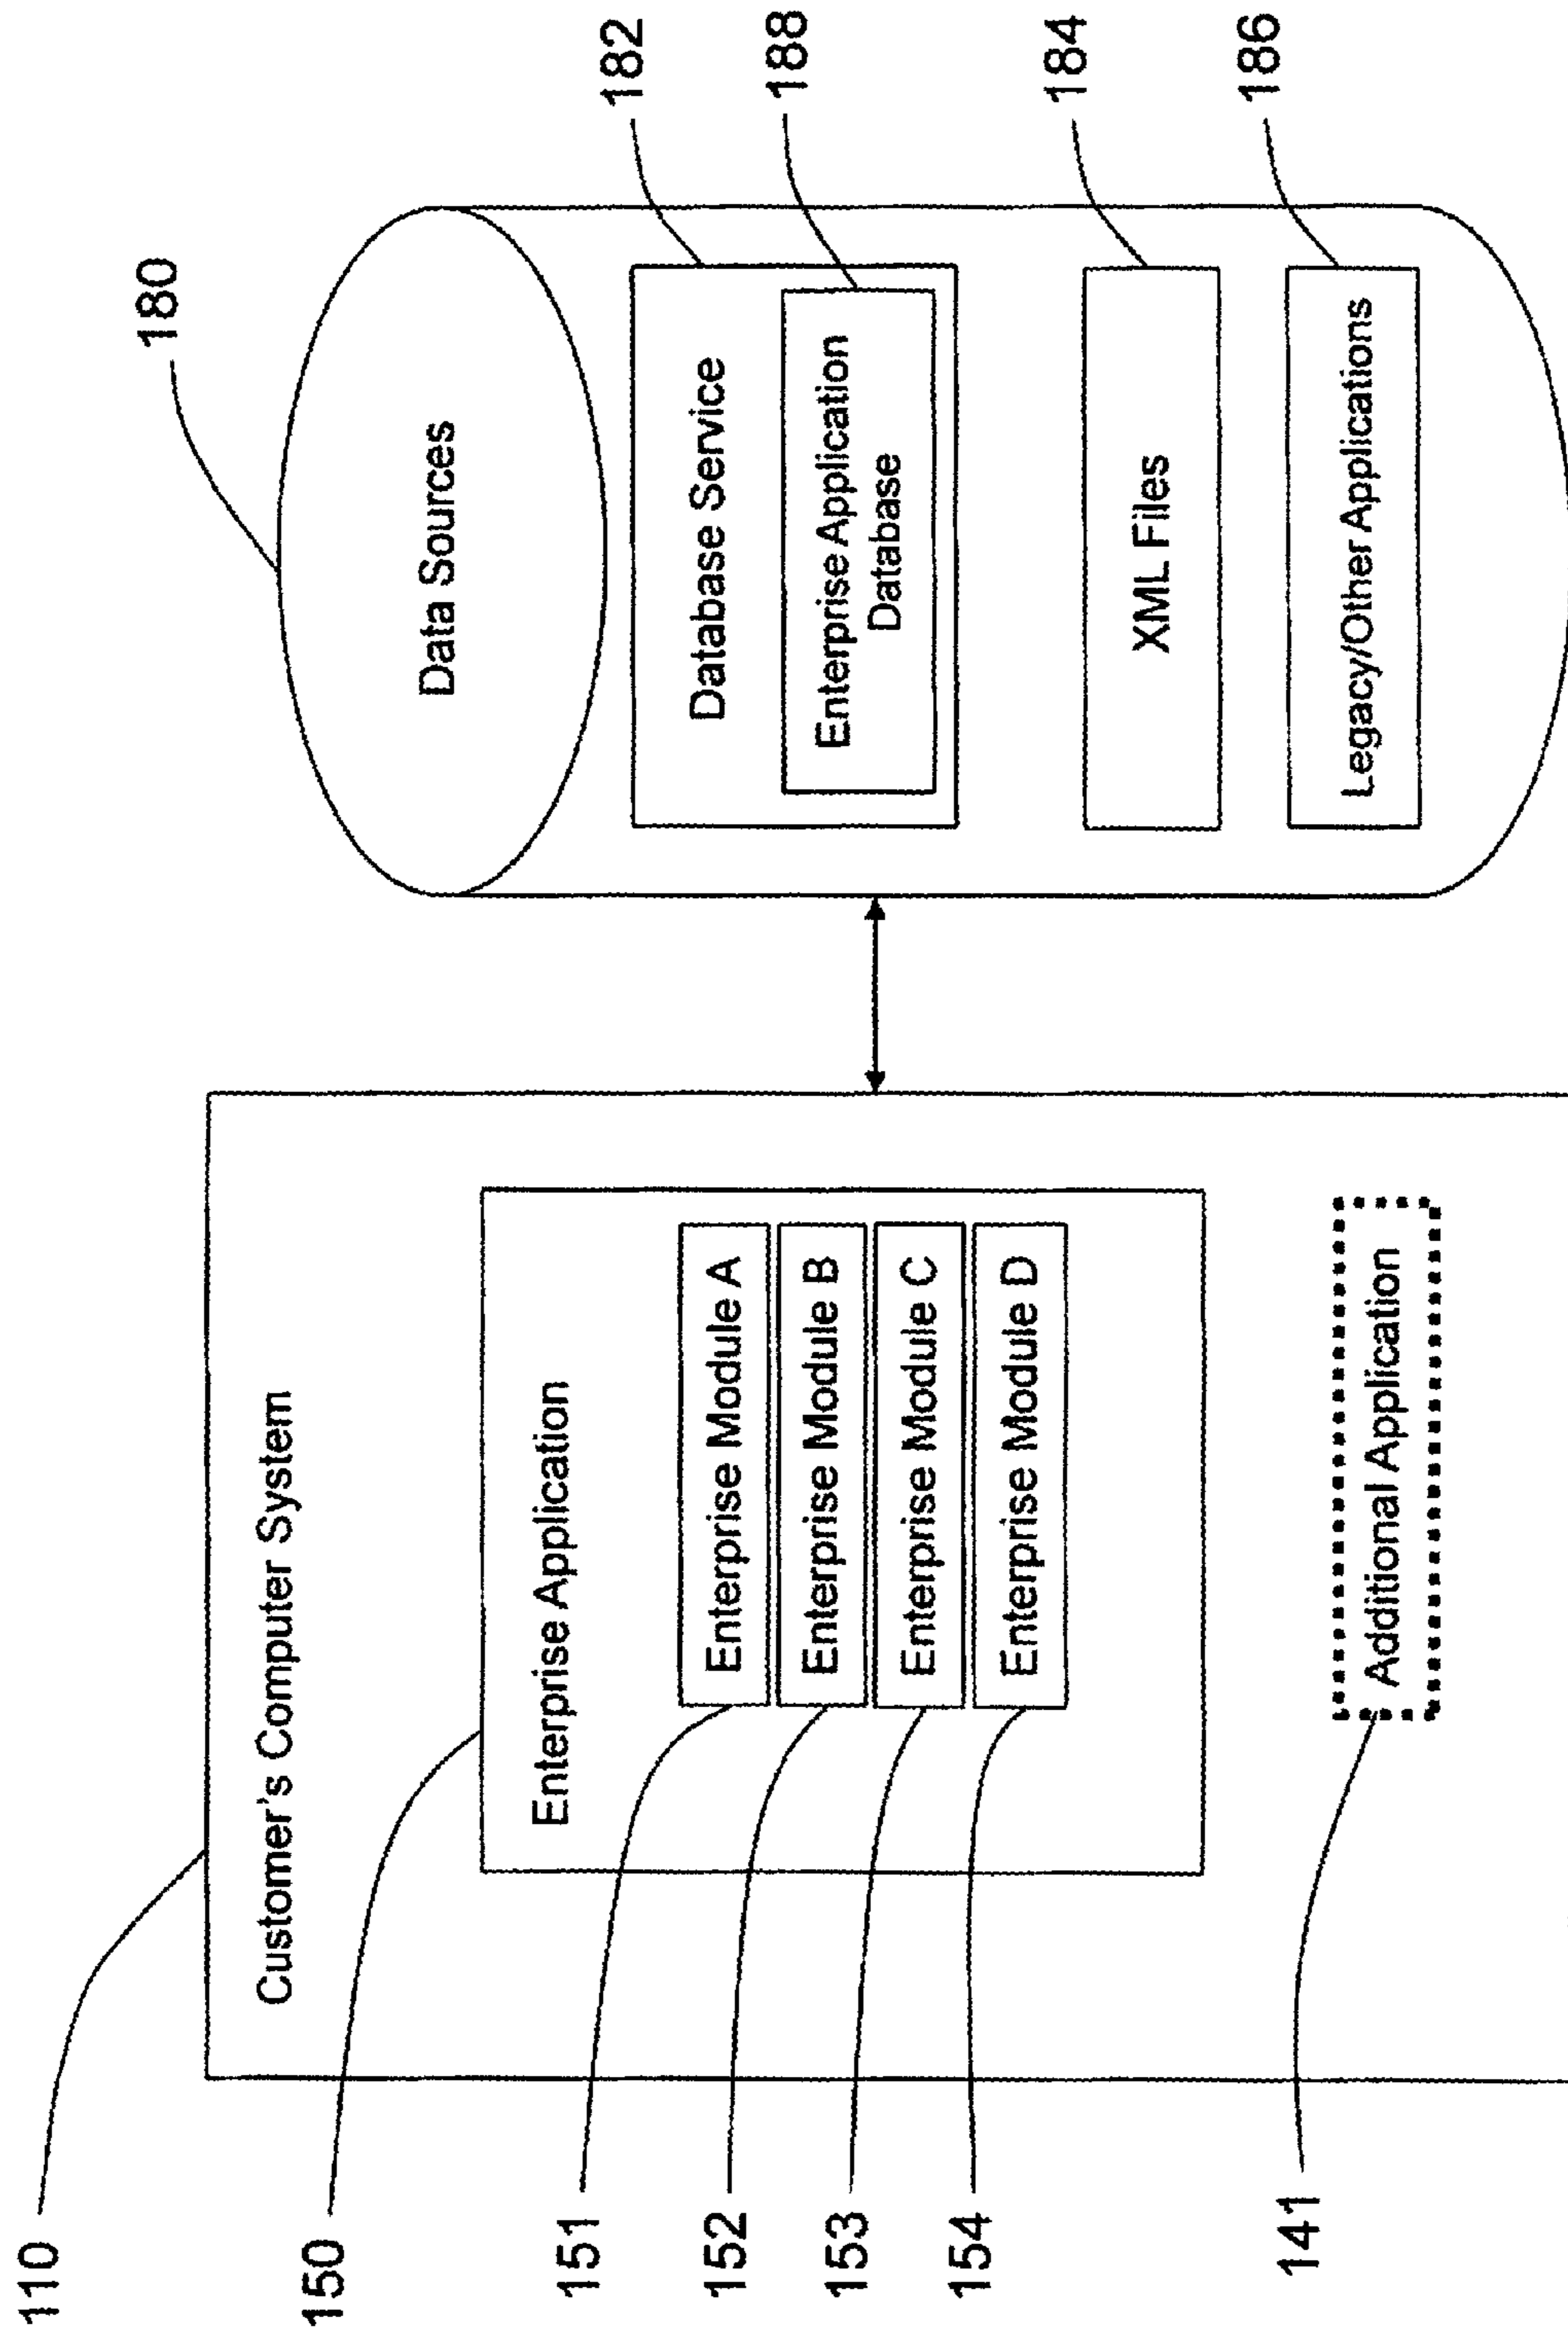 110
Customer's Computer System
150
Enterprise Application
151
Enterprise Module A
152
Enterprise Module B
153
Enterprise Module C
154
Enterprise Module D
141
Additional Application
180
Data Sources
182
Database Service
188
Enterprise Application
Database
184
XML Files
186
Legacy/Other Applications